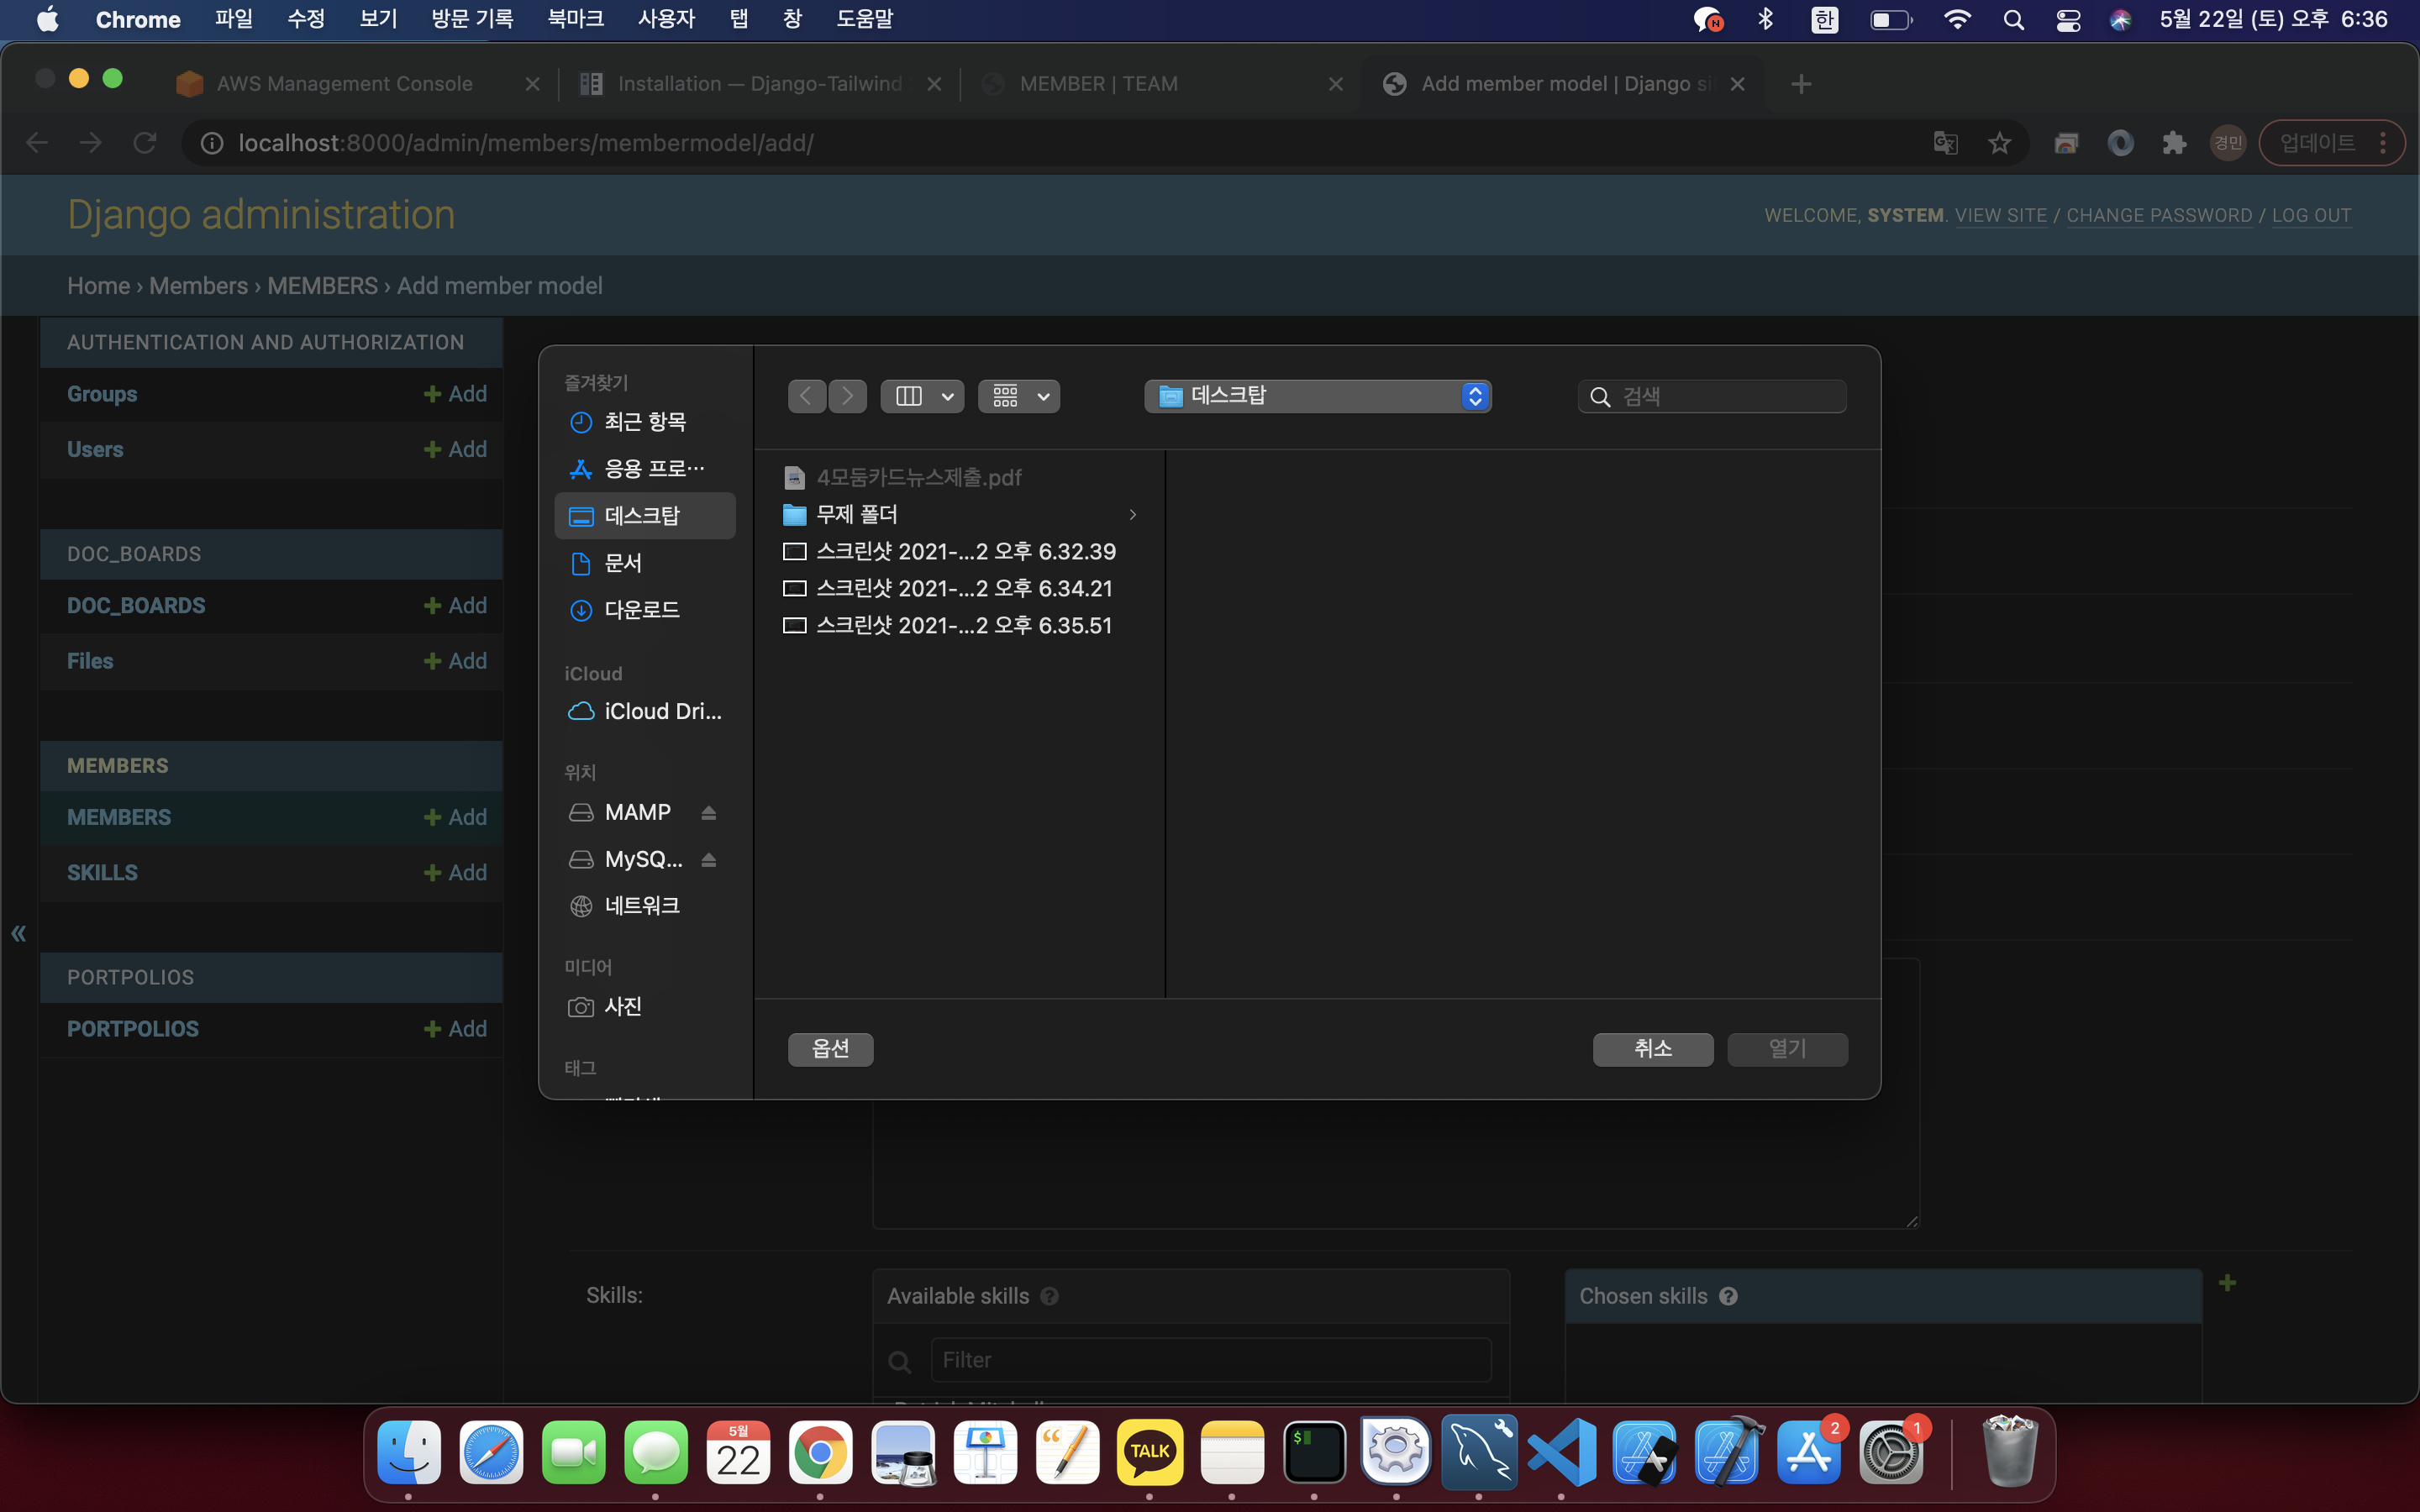 Chrome 파일 수정 보기 방문 기록 북마크 사용자 탭 창 도움말 N 한 5월 22일 (토) 오후 6:36
AWS Management Console Installation — Django-Tailwind MEMBER | TEAM Add member model | Django si
localhost:8000/admin/members/membermodel/add/ 경민 업데이트
Django administration
WELCOME, SYSTEM. VIEW SITE / CHANGE PASSWORD / LOG OUT
Home › Members › MEMBERS › Add member model
AUTHENTICATION AND AUTHORIZATION
Groups Add
Users Add
DOC_BOARDS
DOC_BOARDS Add
Files Add
MEMBERS
MEMBERS Add
SKILLS Add
«
PORTPOLIOS
PORTPOLIOS Add
즐겨찾기
최근 항목
응용 프로…
데스크탑
문서
다운로드
iCloud
iCloud Dri...
위치
MAMP
MySQ...
네트워크
미디어
사진
태그
데스크탑
검색
4모둠카드뉴스제출.pdf
무제 폴더
스크린샷 2021-...2 오후 6.32.39
스크린샷 2021-...2 오후 6.34.21
스크린샷 2021-...2 오후 6.35.51
옵션 취소 열기
Skills:
Available skills ?
Filter
Chosen skills ?
5월
22
TALK
$
2
1